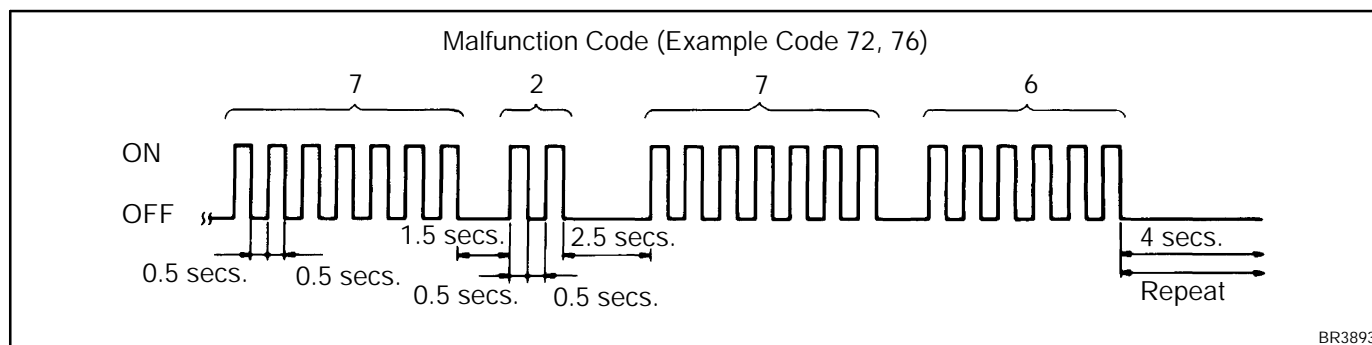 Malfunction Code (Example Code 72, 76)
7 2 7 6
ON
OFF
1.5 secs. 2.5 secs. 4 secs.
0.5 secs. 0.5 secs. 0.5 secs. 0.5 secs. Repeat
BR3893